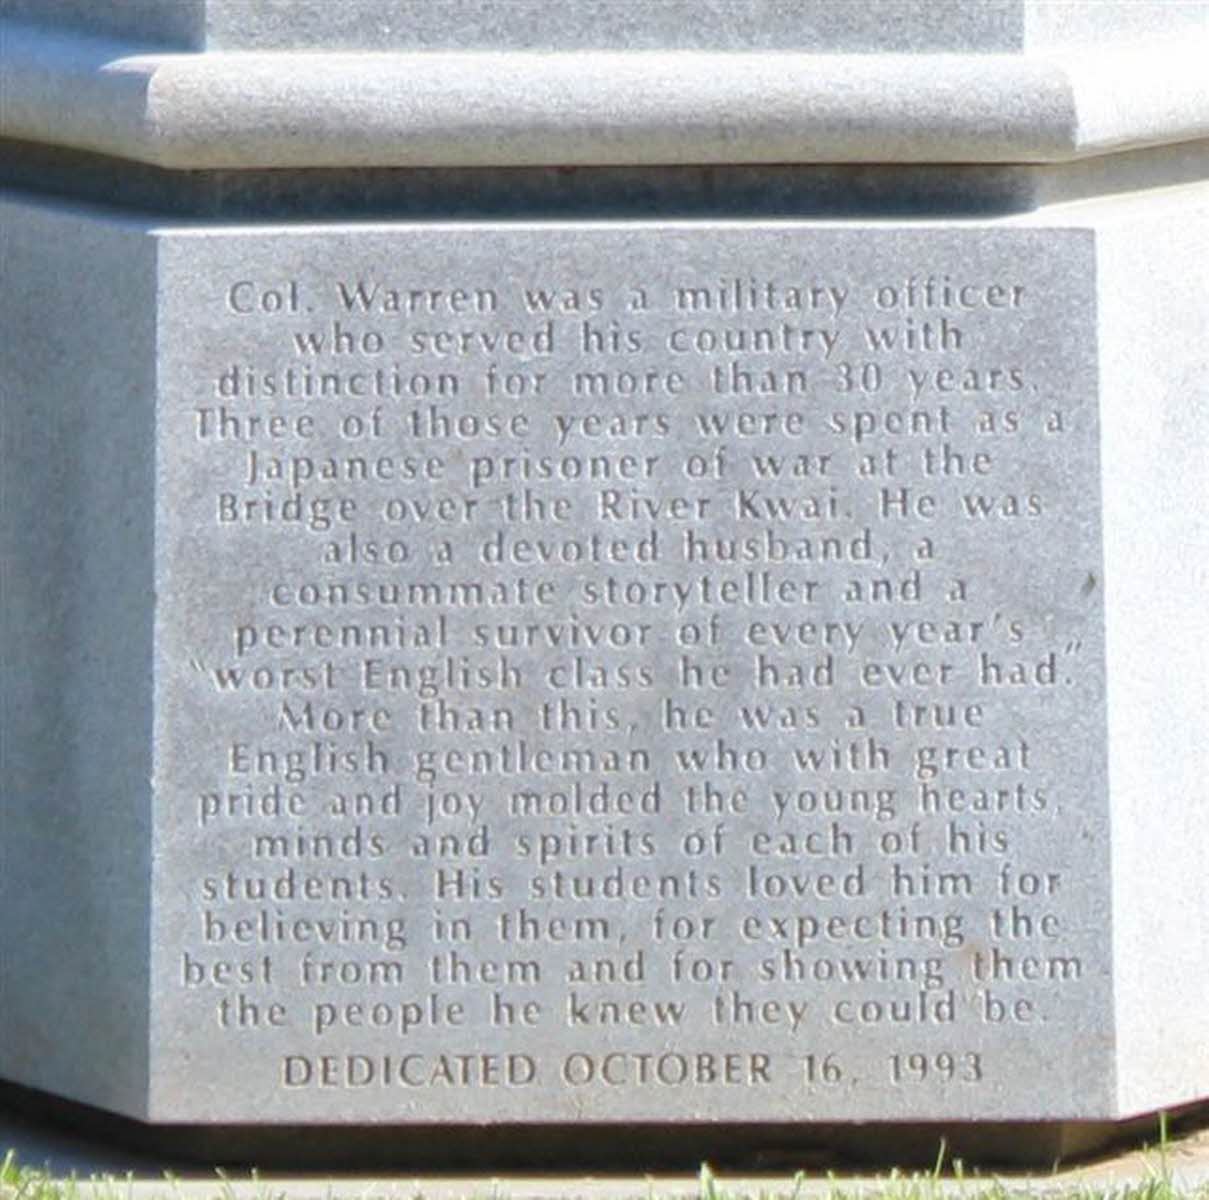 Col. Warren was a military officer
who served his country with
distinction for more than 30 years.
Three of those years were spent as a
Japanese prisoner of war at the
Bridge over the River Kwai. He was
also a devoted husband, a
consummate storyteller and a
perennial survivor of every year's
"worst English class he had ever had."
More than this, he was a true
English gentleman who with great
pride and joy molded the young hearts,
minds and spirits of each of his
students. His students loved him for
believing in them, for expecting the
best from them and for showing them
the people he knew they could be.
DEDICATED OCTOBER 16, 1993